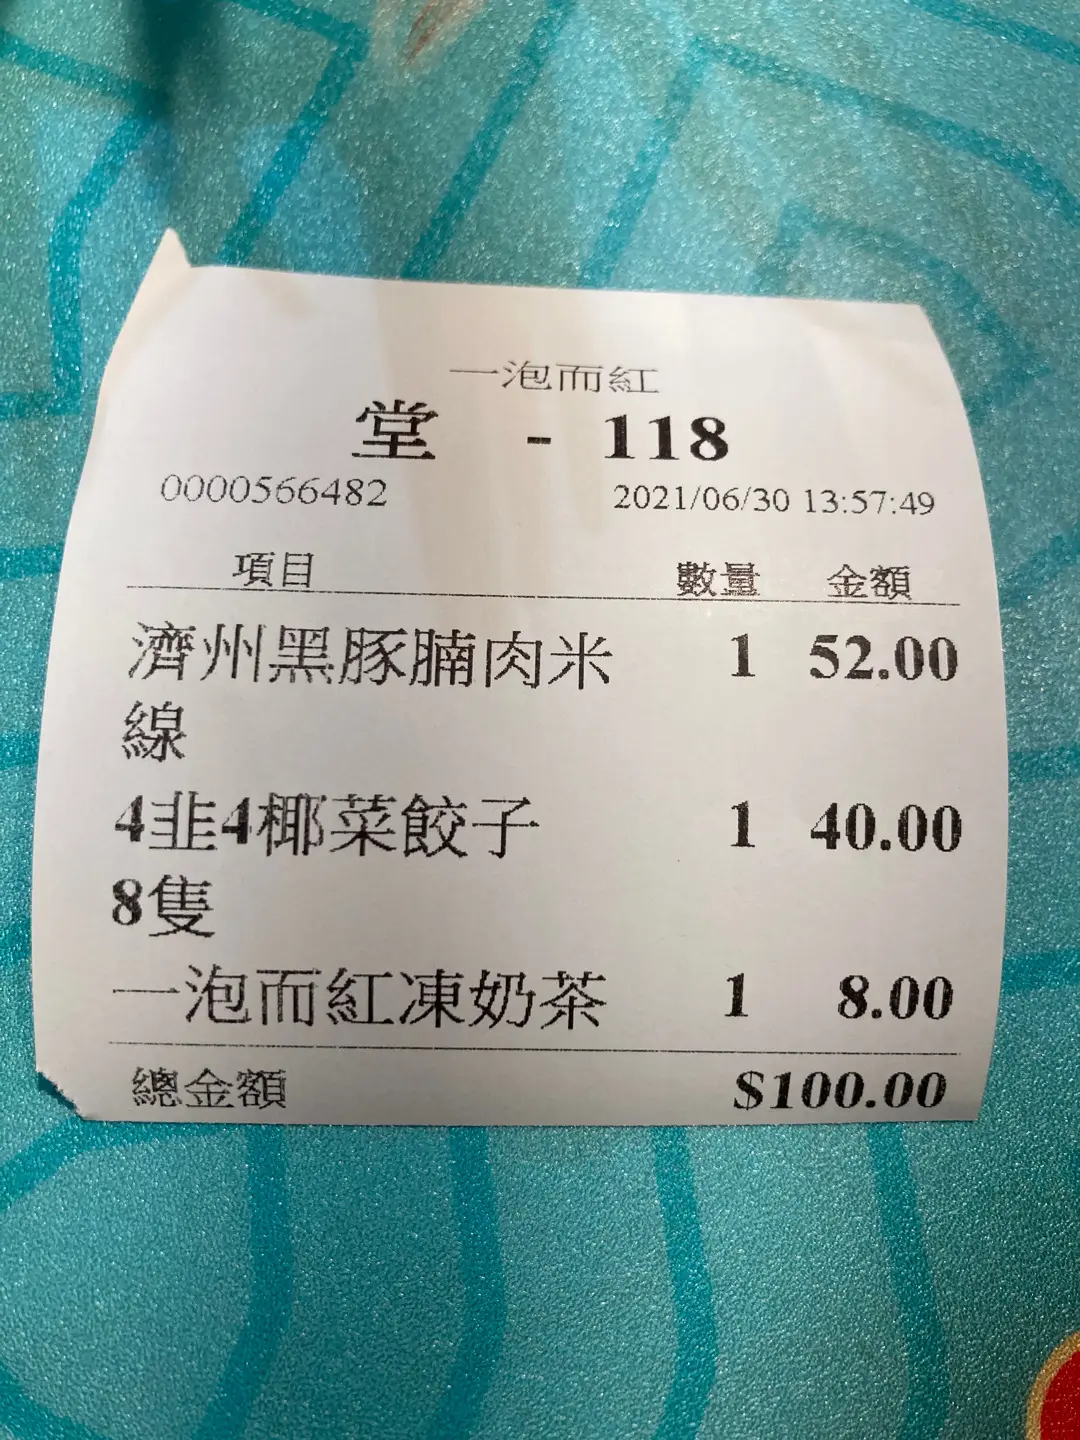 一泡而紅
堂 - 118
0000566482 2021/06/30 13:57:49
項目 數量 金額
濟州黑豚腩肉米 1 52.00
線
4韭4椰菜餃子 1 40.00
8隻
一泡而紅凍奶茶 1 8.00
總金額 $100.00